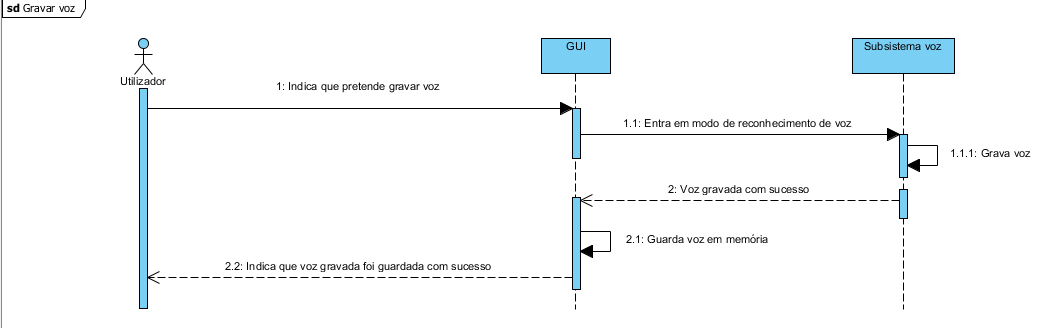 sd Gravar voz
Utilizador
GUI
Subsistema voz
1: Indica que pretende gravar voz
1.1: Entra em modo de reconhecimento de voz
1.1.1: Grava voz
2: Voz gravada com sucesso
2.1: Guarda voz em memória
2.2: Indica que voz gravada foi guardada com sucesso